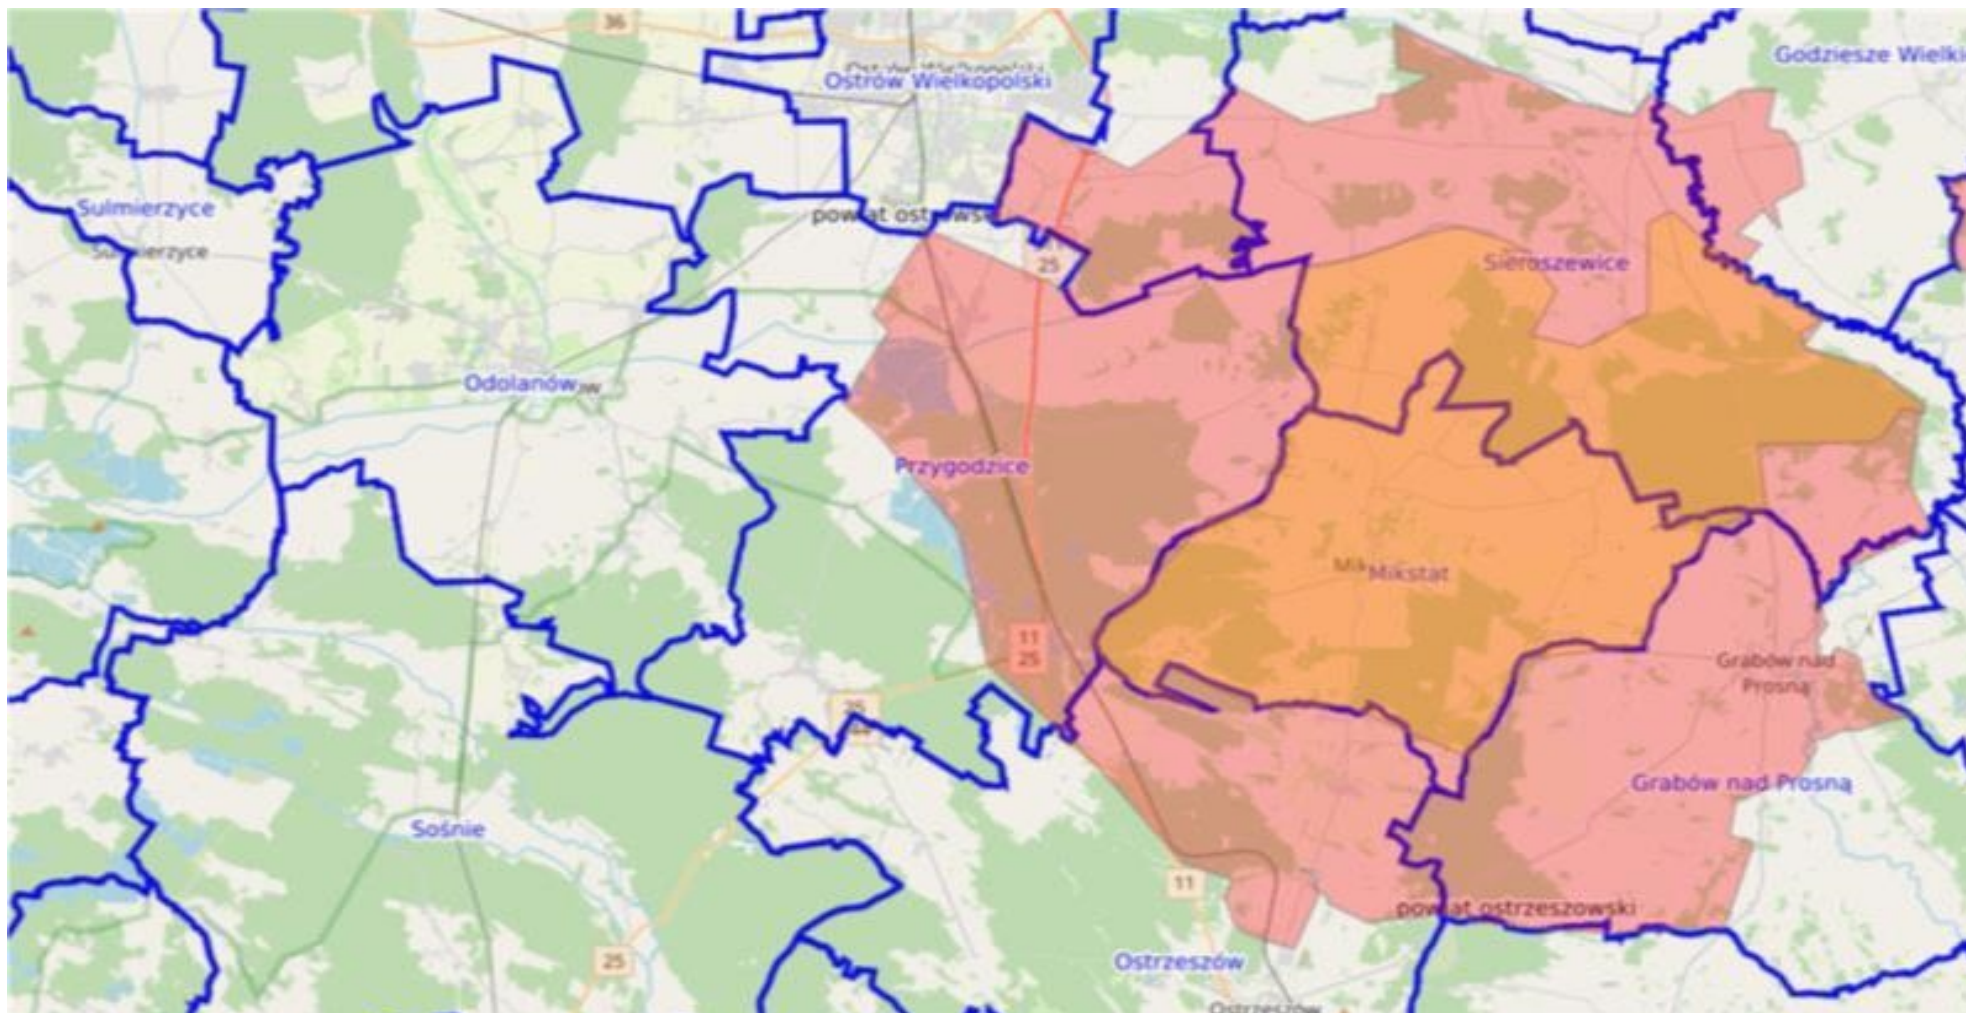 36
Godziesze Wielki
Ostrów Wielkopolski
Sulmierzyce
powiat ostrowski
Sulmierzyce
25
Sieroszewice
Odolanów
Przygodzice
Mikstat
11
25
Grabów nad
Prosną
25
Grabów nad Prosną
Sośnie
11
powiat ostrzeszowski
25
Ostrzeszów
Ostrzeszów